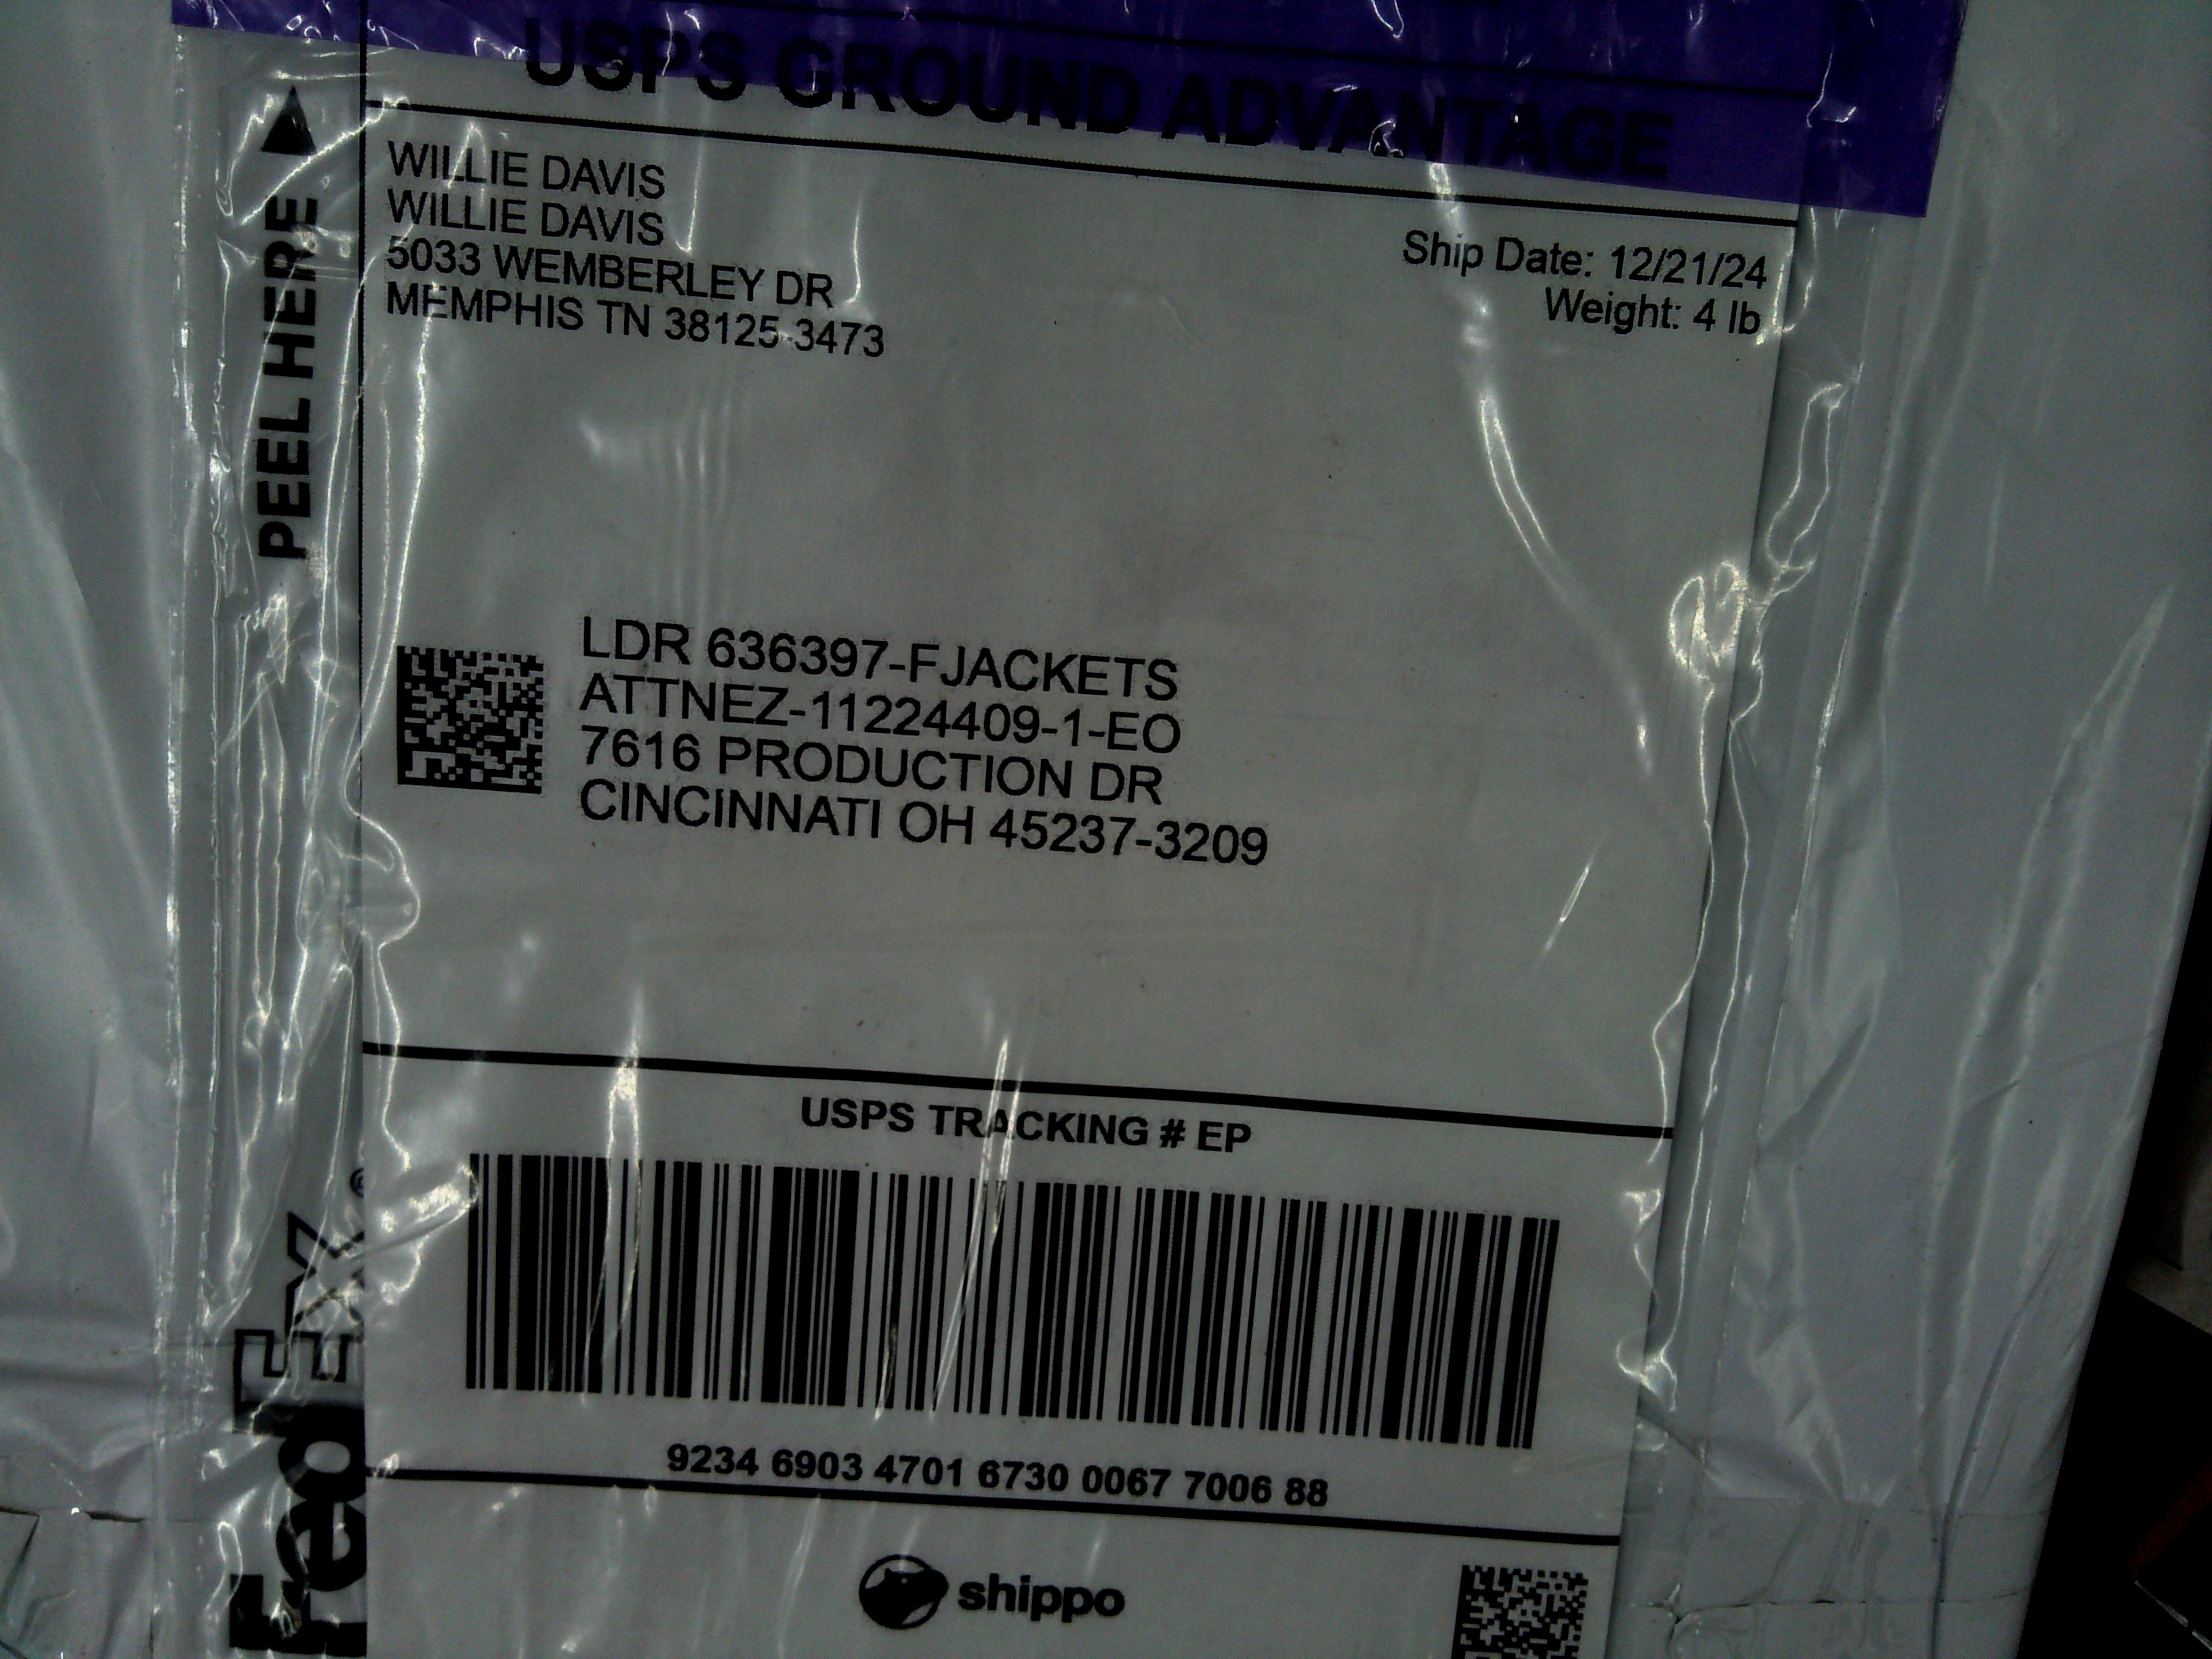 USPS GROUND ADVANTAGE
PEEL HERE
WILLIE DAVIS
WILLIE DAVIS
5033 WEMBERLEY DR
MEMPHIS TN 38125-3473
Ship Date: 12/21/24
Weight: 4 lb
LDR 636397-FJACKETS
ATTNEZ-11224409-1-EO
7616 PRODUCTION DR
CINCINNATI OH 45237-3209
USPS TRACKING # EP
9234 6903 4701 6730 0067 7006 88
FedEx®
shippo